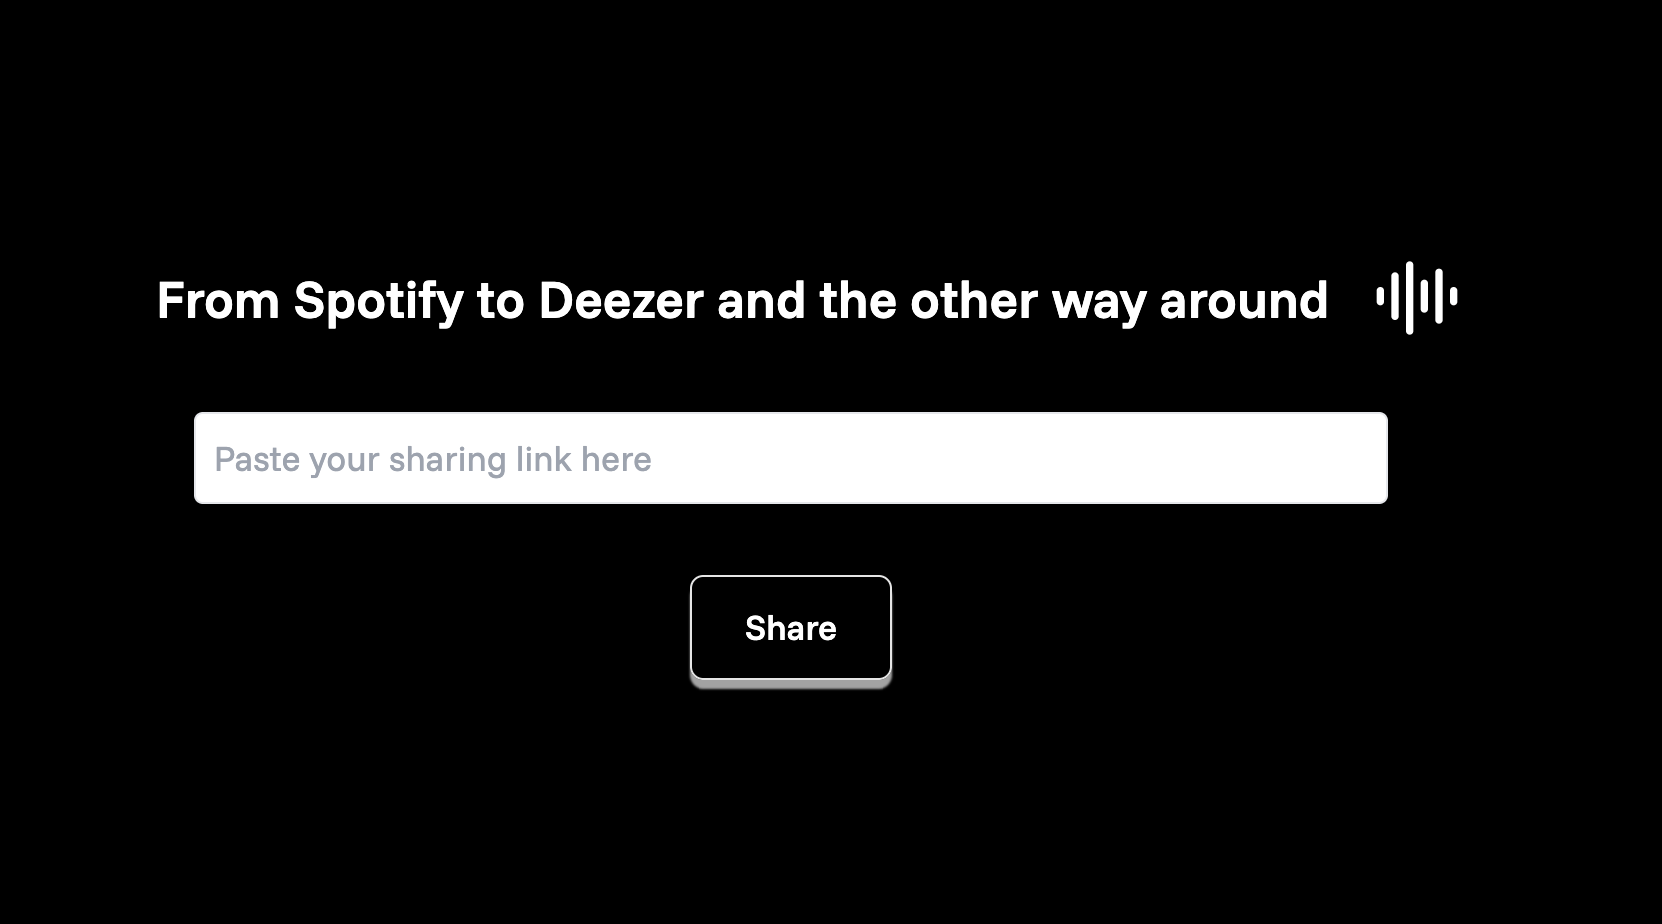 From Spotify to Deezer and the other way around
Paste your sharing link here
Share